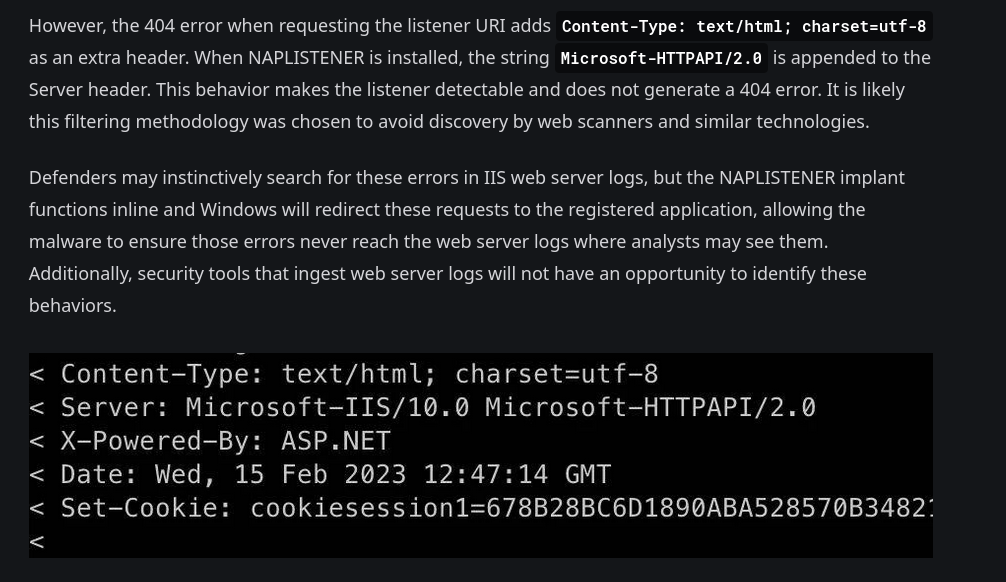 However, the 404 error when requesting the listener URI adds Content-Type: text/html; charset=utf-8
as an extra header. When NAPLISTENER is installed, the string Microsoft-HTTPAPI/2.0 is appended to the
Server header. This behavior makes the listener detectable and does not generate a 404 error. It is likely
this filtering methodology was chosen to avoid discovery by web scanners and similar technologies.
Defenders may instinctively search for these errors in IIS web server logs, but the NAPLISTENER implant
functions inline and Windows will redirect these requests to the registered application, allowing the
malware to ensure those errors never reach the web server logs where analysts may see them.
Additionally, security tools that ingest web server logs will not have an opportunity to identify these
behaviors.
< Content-Type: text/html; charset=utf-8
< Server: Microsoft-IIS/10.0 Microsoft-HTTPAPI/2.0
< X-Powered-By: ASP.NET
< Date: Wed, 15 Feb 2023 12:47:14 GMT
< Set-Cookie: cookiesession1=678B28BC6D1890ABA528570B34821
<